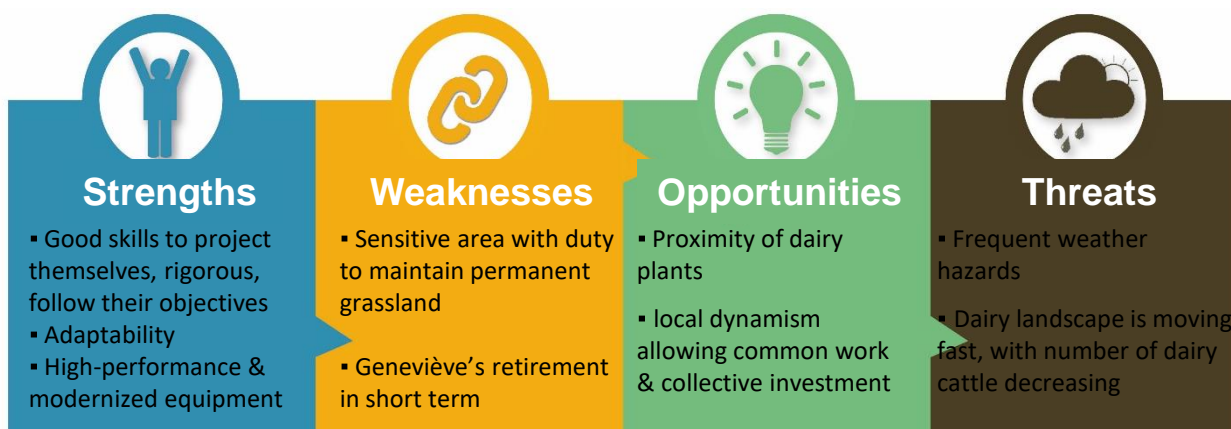 Strengths
▪ Good skills to project
themselves, rigorous,
follow their objectives
▪ Adaptability
▪ High-performance &
modernized equipment
Weaknesses
▪ Sensitive area with duty
to maintain permanent
grassland
▪ Geneviève’s retirement
in short term
Opportunities
▪ Proximity of dairy
plants
▪ local dynamism
allowing common work
& collective investment
Threats
▪ Frequent weather
hazards
▪ Dairy landscape is moving
fast, with number of dairy
cattle decreasing